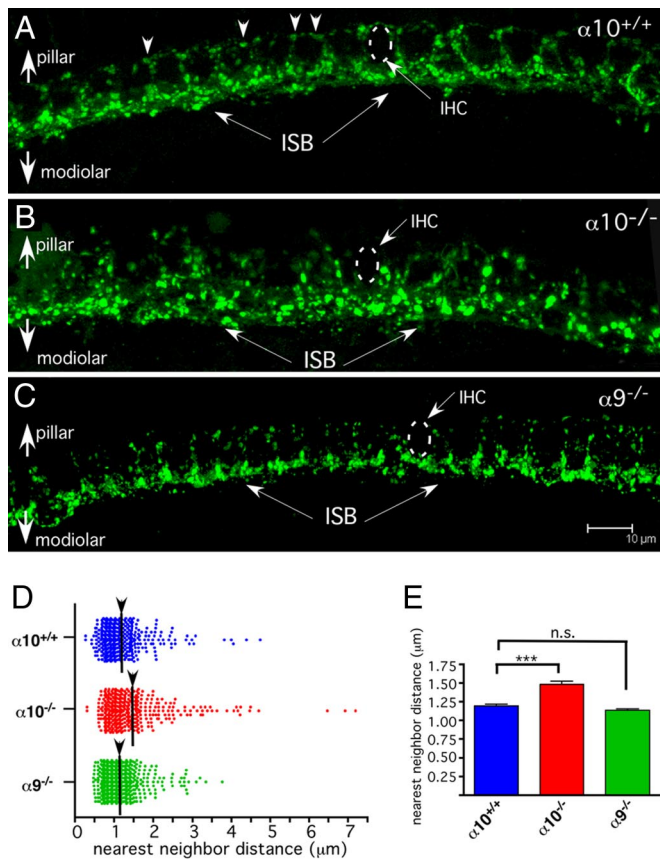 A
pillar
α10+/+
IHC
ISB
modiolar
B
pillar
IHC
α10-/-
ISB
modiolar
C
pillar
IHC
α9-/-
ISB
modiolar
10 µm
D
α10+/+
α10-/-
α9-/-
0 1 2 3 4 5 6 7
nearest neighbor distance (µm)
E
nearest neighbor distance (µm)
n.s.
***
1.75
1.50
1.25
1.00
0.75
0.50
0.25
α10+/+
α10-/-
α9-/-